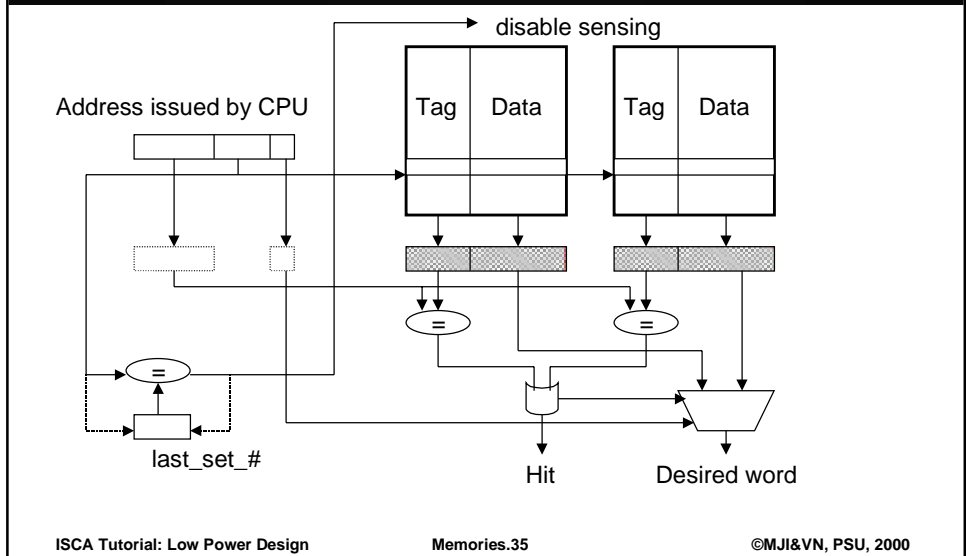 disable sensing
Address issued by CPU
Tag Data Tag Data
= =
=
last_set_#
Hit Desired word
ISCA Tutorial: Low Power Design Memories.35 ©MJI&VN, PSU, 2000